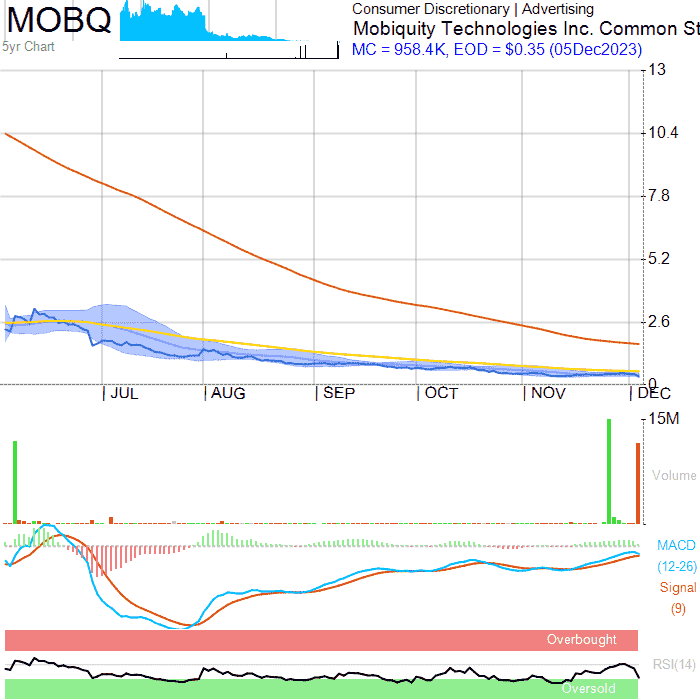 MOBQ
5yr Chart
Consumer Discretionary | Advertising
Mobiquity Technologies Inc. Common St
MC = 958.4K, EOD = $0.35 (05Dec2023)
13
10.4
7.8
5.2
2.6
0
JUL AUG SEP OCT NOV DEC
15M
Volume
MACD
(12-26)
Signal
(9)
Overbought
RSI(14)
Oversold